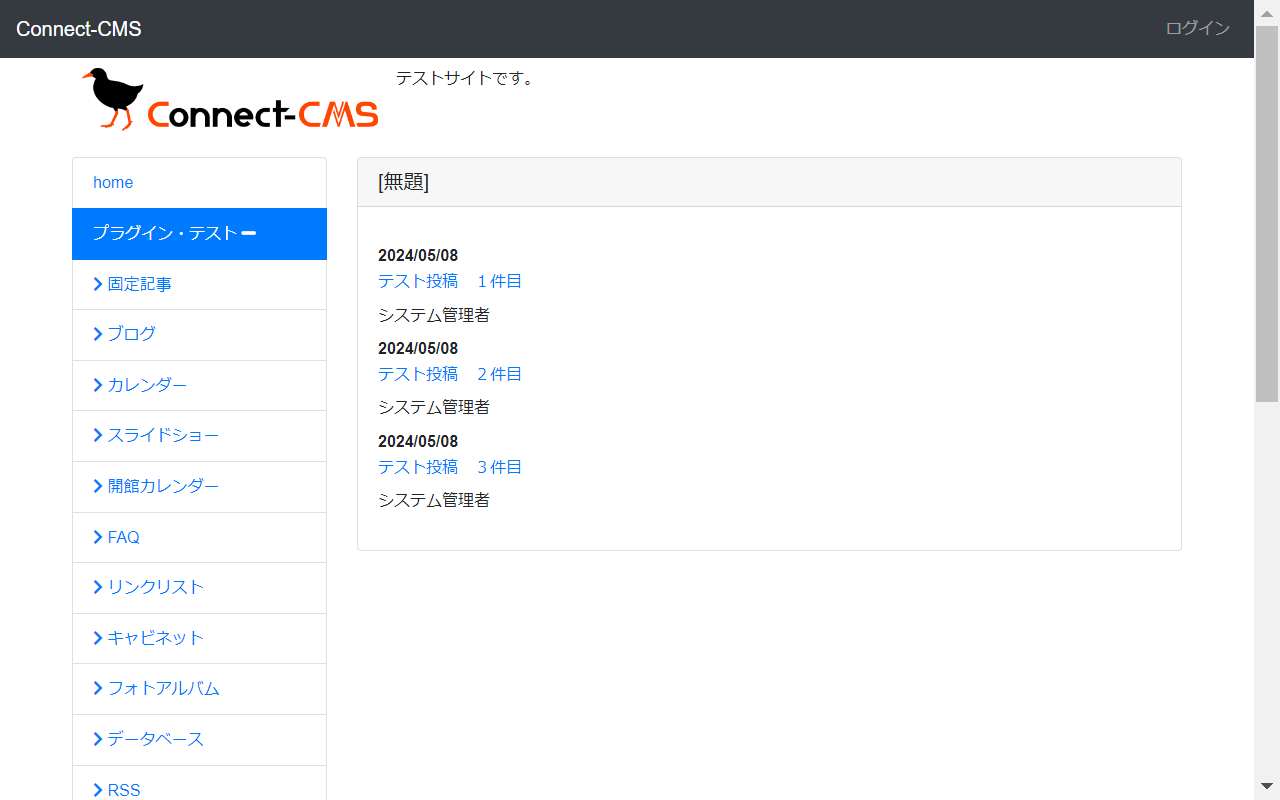 Connect-CMS
ログイン
Connect-CMS
テストサイトです。
home
プラグイン・テスト
固定記事
ブログ
カレンダー
スライドショー
開館カレンダー
FAQ
リンクリスト
キャビネット
フォトアルバム
データベース
RSS
[無題]
2024/05/08
テスト投稿　１件目
システム管理者
2024/05/08
テスト投稿　２件目
システム管理者
2024/05/08
テスト投稿　３件目
システム管理者